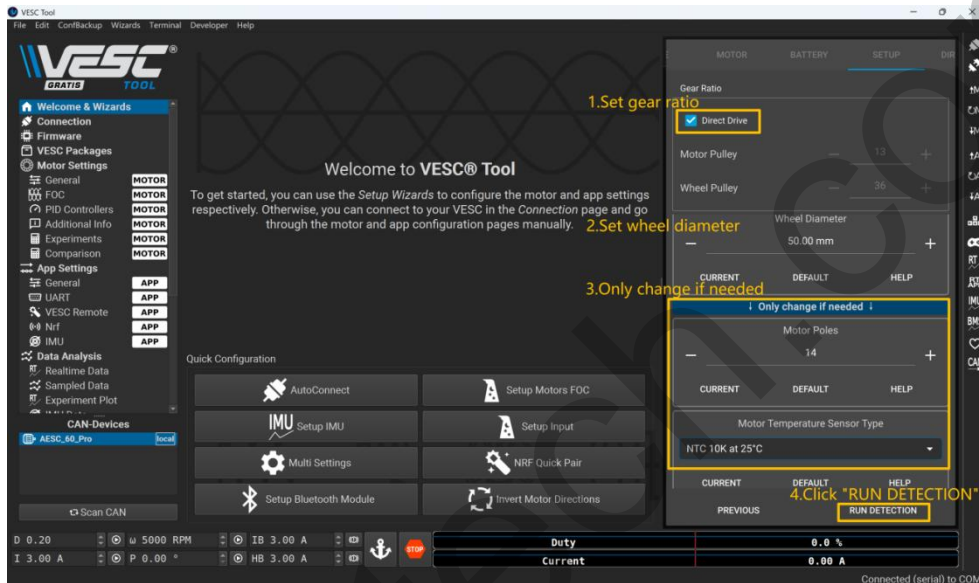 VESC Tool
File Edit ConfBackup Wizards Terminal Developer Help
VESC®
GRATIS TOOL
Welcome & Wizards
Connection
Firmware
VESC Packages
Motor Settings
General MOTOR
FOC MOTOR
PID Controllers MOTOR
Additional Info MOTOR
Experiments MOTOR
Comparison MOTOR
App Settings
General APP
UART APP
VESC Remote APP
Nrf APP
IMU APP
Data Analysis
Realtime Data
Sampled Data
Experiment Plot
CAN-Devices
AESC_60_Pro local
Scan CAN
Welcome to VESC® Tool
To get started, you can use the Setup Wizards to configure the motor and app settings
respectively. Otherwise, you can connect to your VESC in the Connection page and go
through the motor and app configuration pages manually.
Quick Configuration
AutoConnect Setup Motors FOC
IMU Setup IMU Setup Input
Multi Settings NRF Quick Pair
Setup Bluetooth Module Invert Motor Directions
MOTOR BATTERY SETUP DIR
Gear Ratio
1.Set gear ratio
Direct Drive
Motor Pulley 13
Wheel Pulley 36
Wheel Diameter
2.Set wheel diameter
50.00 mm
CURRENT DEFAULT HELP
3.Only change if needed
↓ Only change if needed ↓
Motor Poles
14
CURRENT DEFAULT HELP
Motor Temperature Sensor Type
NTC 10K at 25°C
CURRENT DEFAULT HELP
4.Click "RUN DETECTION"
PREVIOUS RUN DETECTION
D 0.20 ω 5000 RPM IB 3.00 A
I 3.00 A P 0.00 ° HB 3.00 A
STOP
Duty 0.0 %
Current 0.00 A
Connected (serial) to COM
tech.com